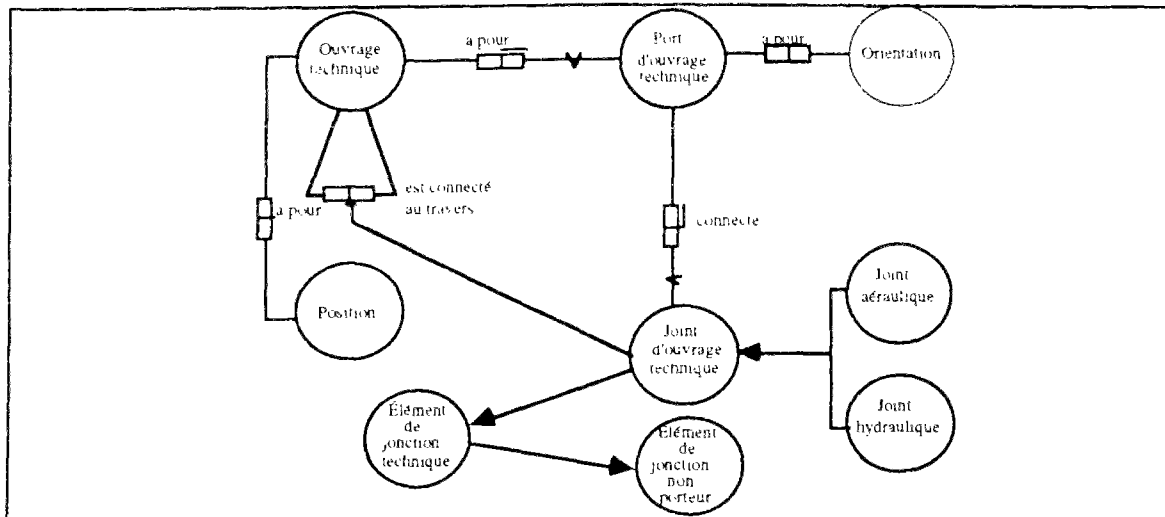 Ouvrage
technique
a pour
Port
d'ouvrage
technique
a pour
Orientation
est connecté
au travers
a pour
connecte
Position
Joint
aéraulique
Joint
d'ouvrage
technique
Joint
hydraulique
Élément
de
jonction
technique
Elément
de
jonction
non
porteur